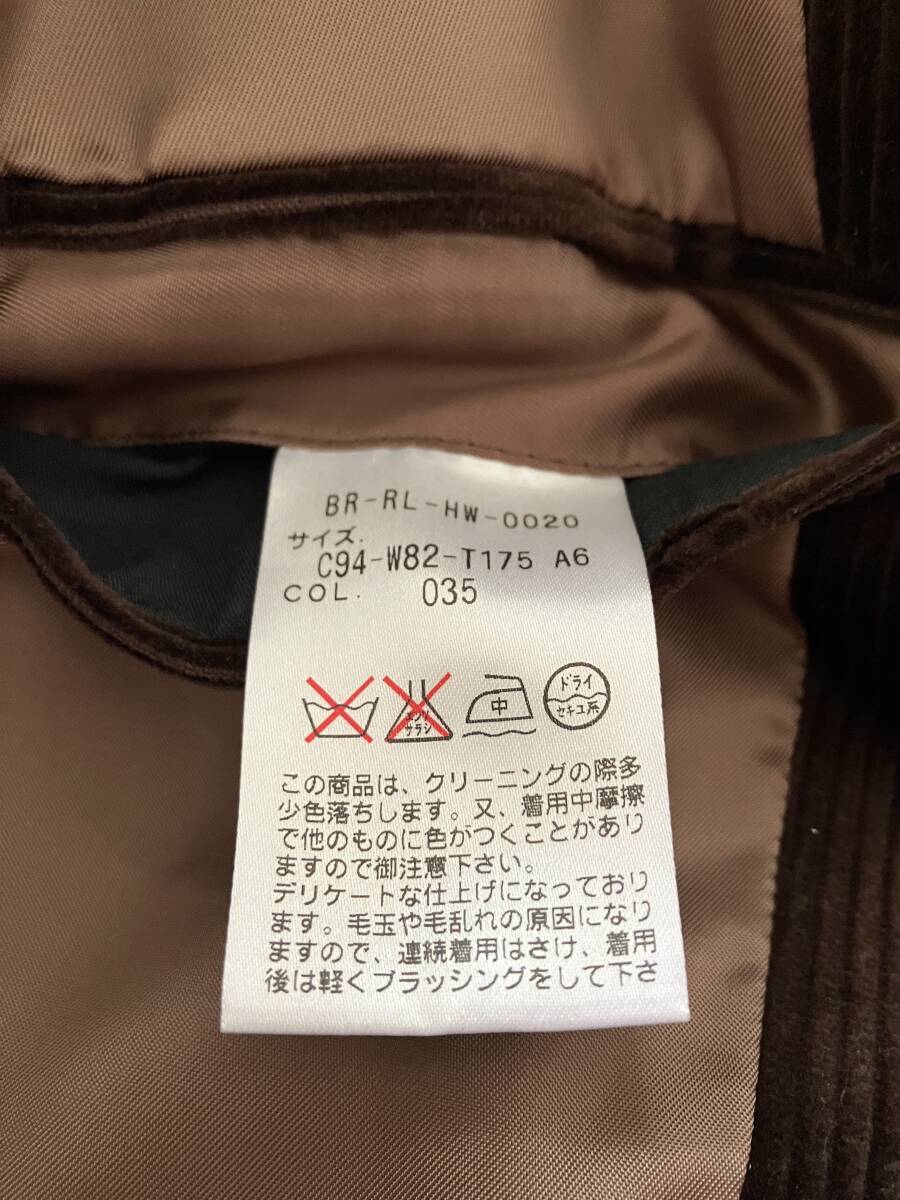 BR-RL-HW-0020
サイズ.
C94-W82-T175 A6
COL. 035
エンソ
サラシ
中
ドライ
セキユ系
この商品は、クリーニングの際多
少色落ちします。又、着用中摩擦
で他のものに色がつくことがあり
ますので御注意下さい。
デリケートな仕上げになっており
ます。毛玉や毛乱れの原因になり
ますので、連続着用はさけ、着用
後は軽くブラッシングをして下さ